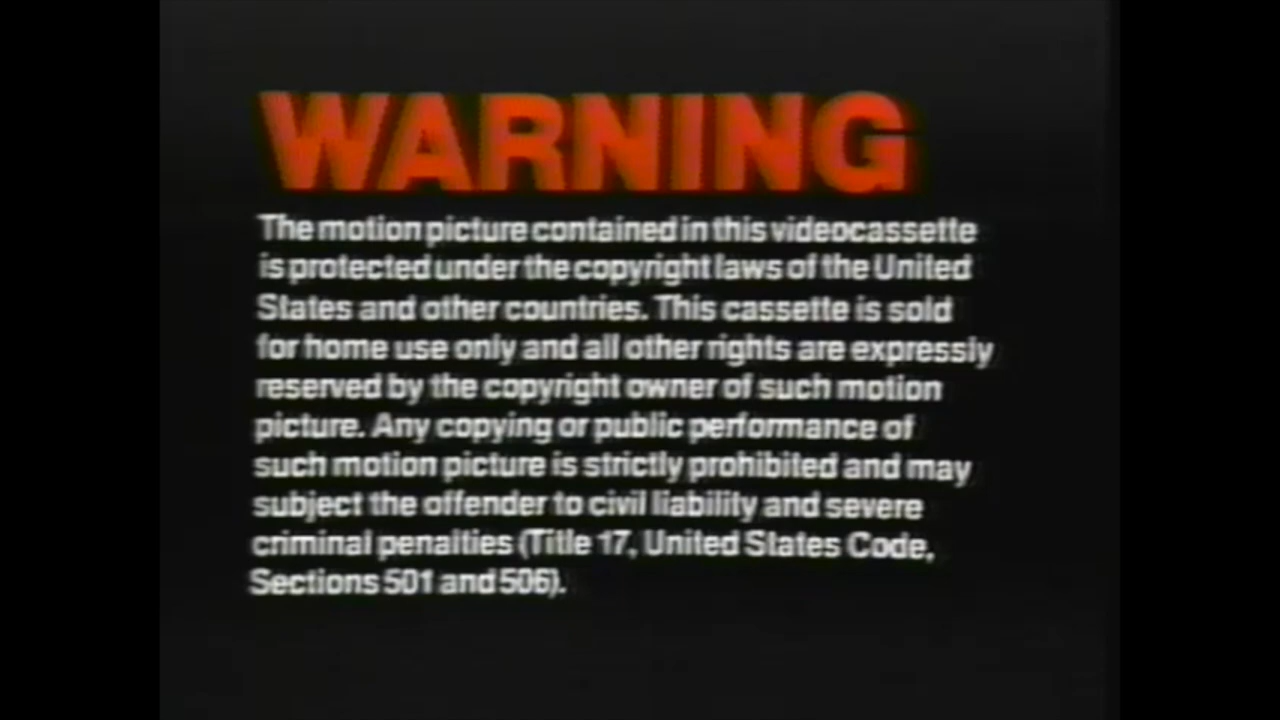 WARNING
The motion picture contained in this videocassette
is protected under the copyright laws of the United
States and other countries. This cassette is sold
for home use only and all other rights are expressly
reserved by the copyright owner of such motion
picture. Any copying or public performance of
such motion picture is strictly prohibited and may
subject the offender to civil liability and severe
criminal penalties (Title 17, United States Code,
Sections 501 and 506).